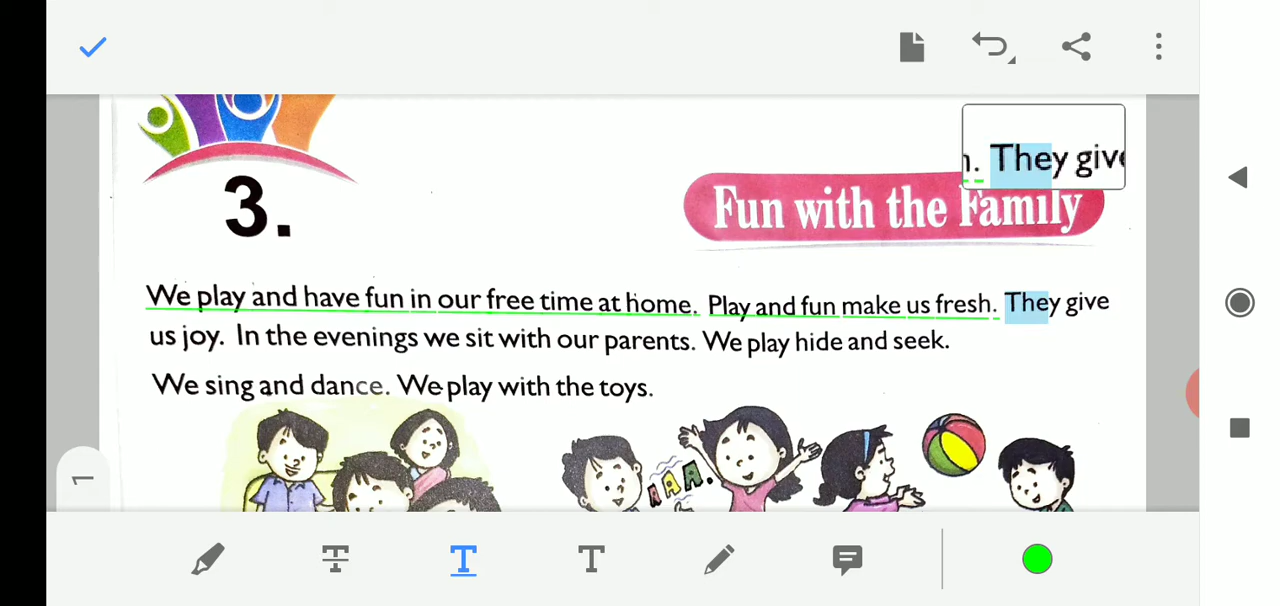 n. They give
3.
Fun with the Family
We play and have fun in our free time at home. Play and fun make us fresh. They give
us joy. In the evenings we sit with our parents. We play hide and seek.
We sing and dance. We play with the toys.
AAA.
1
T T T